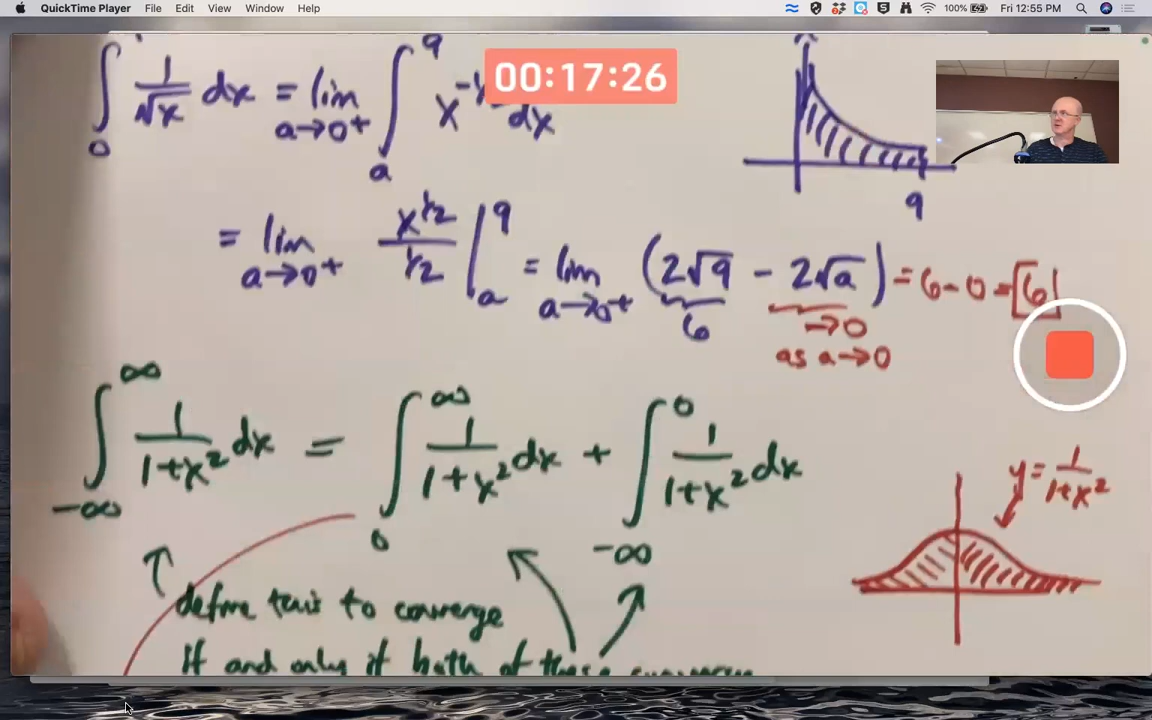 QuickTime Player File Edit View Window Help 100% Fri 12:55 PM
00:17:26
∫₀ 1/√x dx = lim a→0⁺ ∫ₐ⁹ x⁻ dx
9
= lim a→0⁺ x^1/2 / 1/2 |ₐ⁹ = lim a→0⁺ (2√9 - 2√a) = 6-0 = 6
6 →0
as a→0
∫_-∞^∞ 1/(1+x²) dx = ∫₀^∞ 1/(1+x²) dx + ∫_-∞^0 1/(1+x²) dx
y = 1/(1+x²)
define this to converge
if and only if both of these